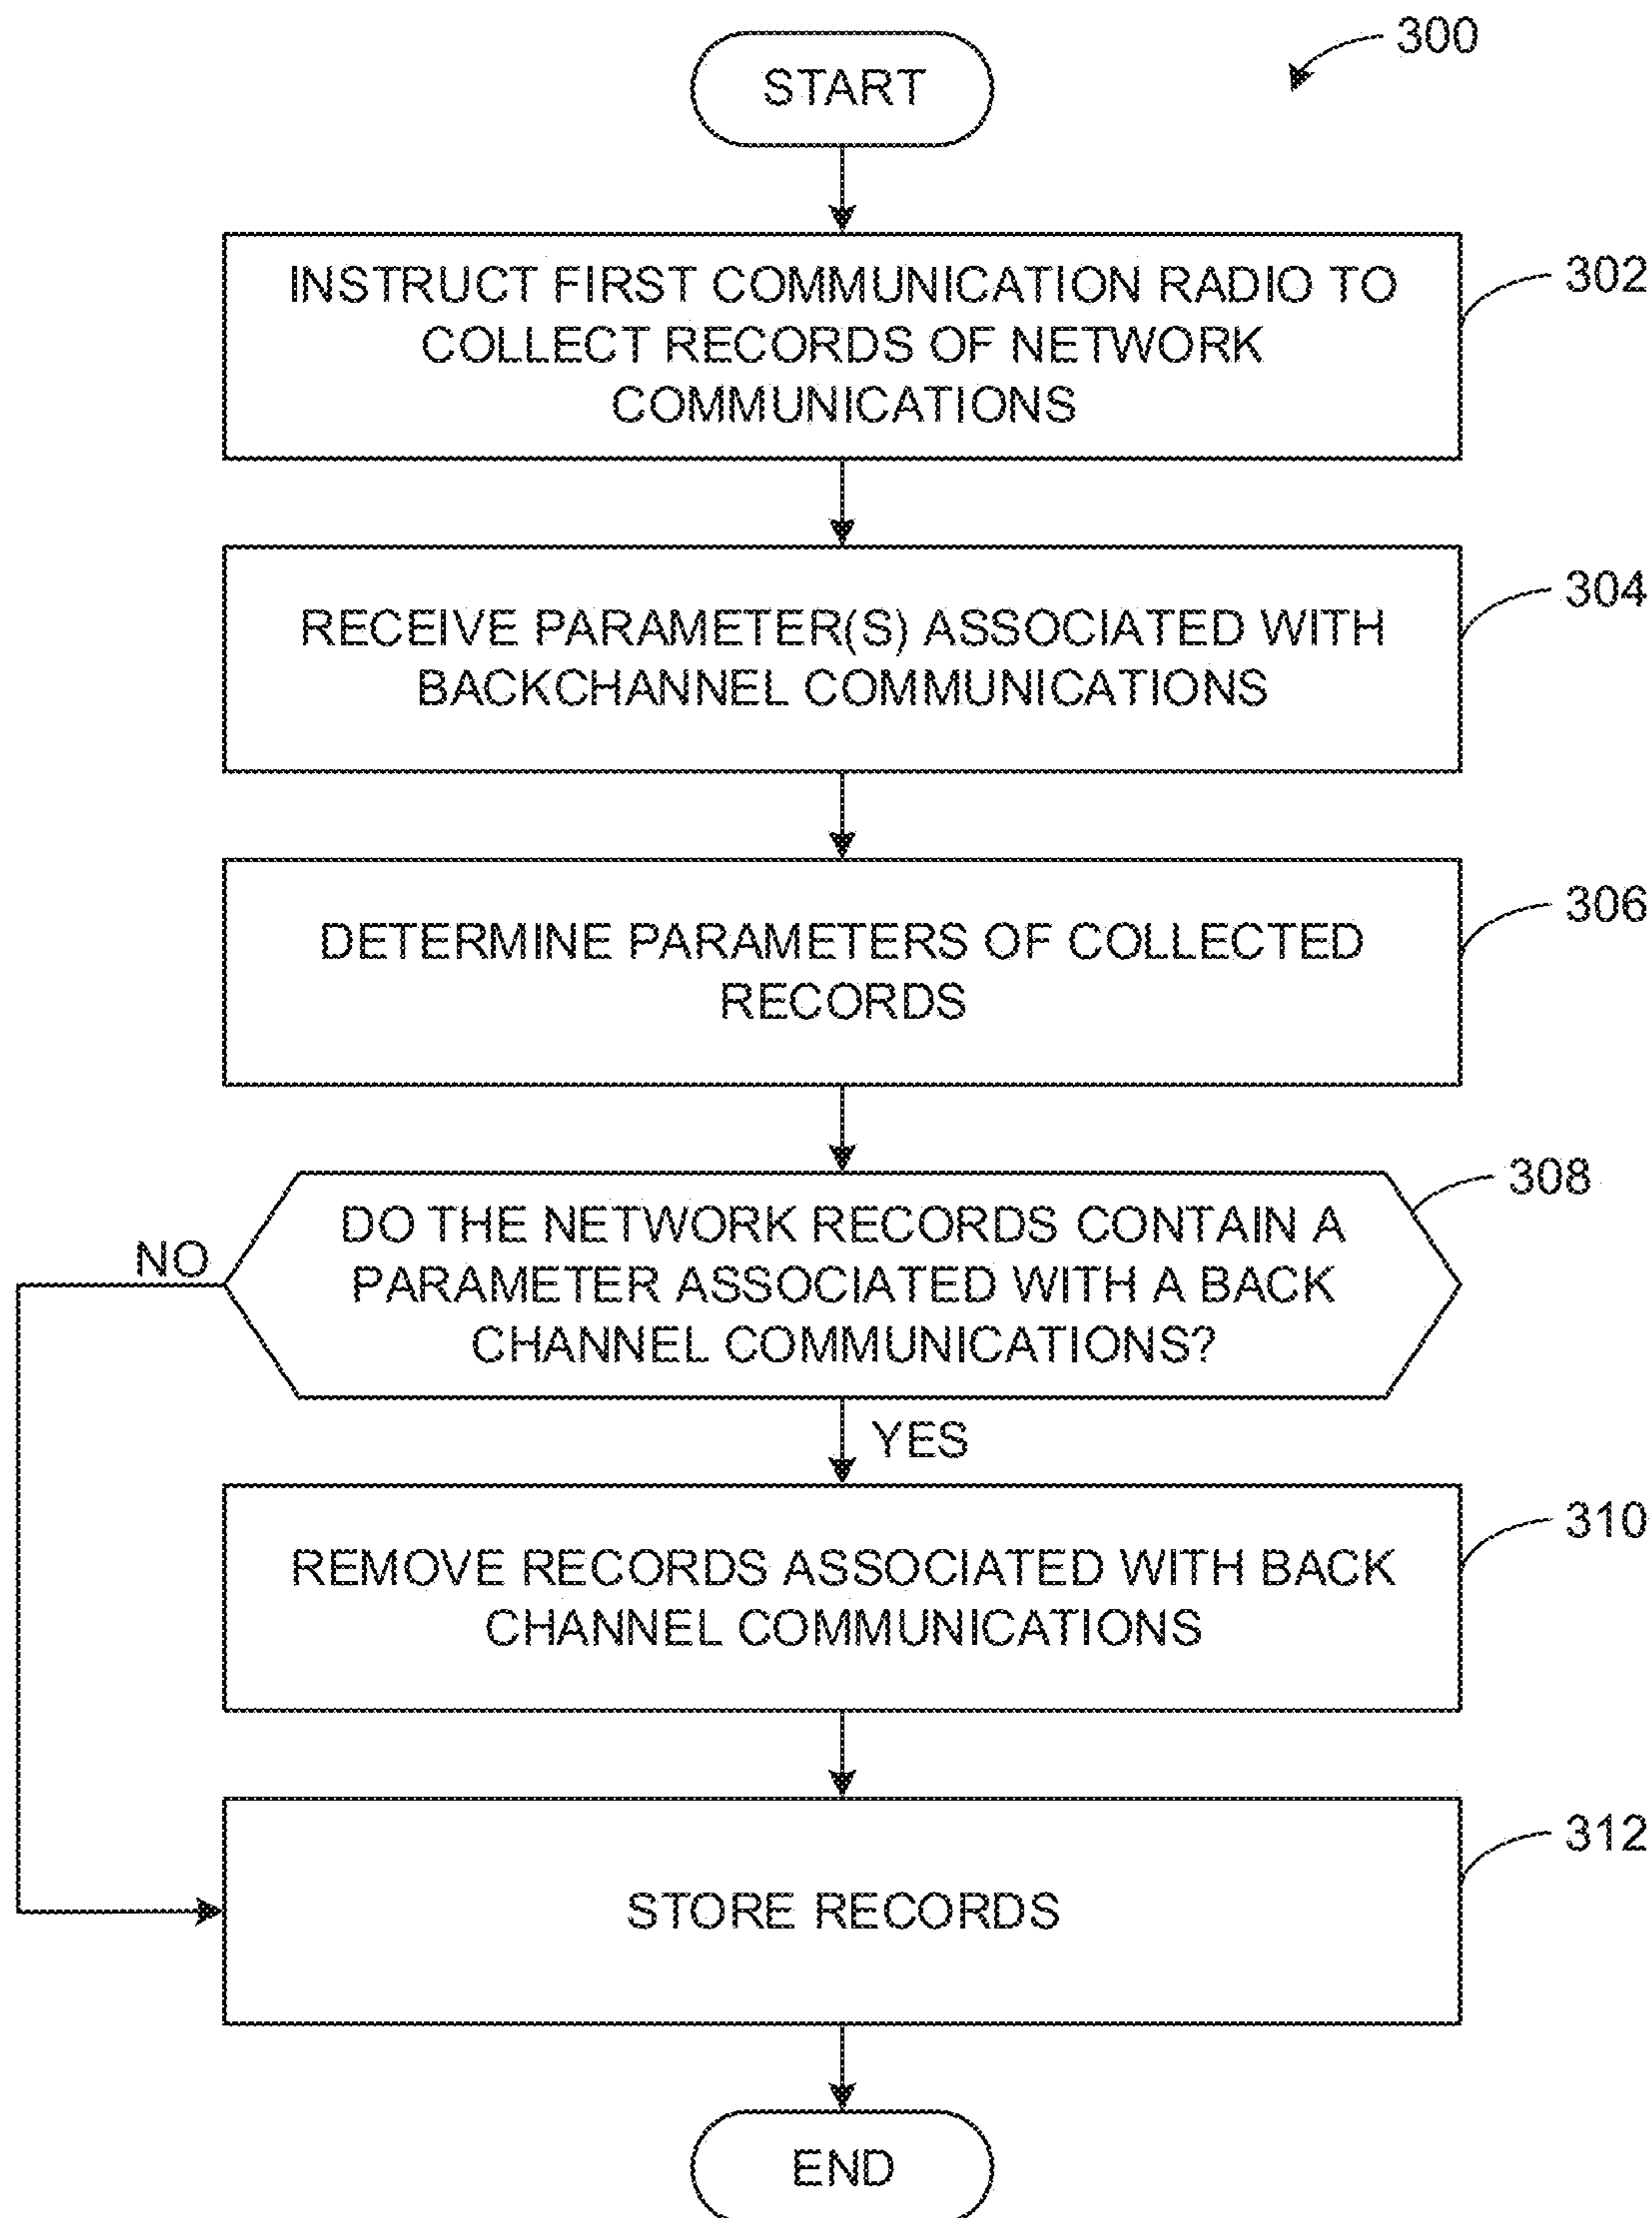 300
START
INSTRUCT FIRST COMMUNICATION RADIO TO
COLLECT RECORDS OF NETWORK
COMMUNICATIONS
302
RECEIVE PARAMETER(S) ASSOCIATED WITH
BACKCHANNEL COMMUNICATIONS
304
DETERMINE PARAMETERS OF COLLECTED
RECORDS
306
DO THE NETWORK RECORDS CONTAIN A
PARAMETER ASSOCIATED WITH A BACK
CHANNEL COMMUNICATIONS?
308
NO
YES
REMOVE RECORDS ASSOCIATED WITH BACK
CHANNEL COMMUNICATIONS
310
STORE RECORDS
312
END